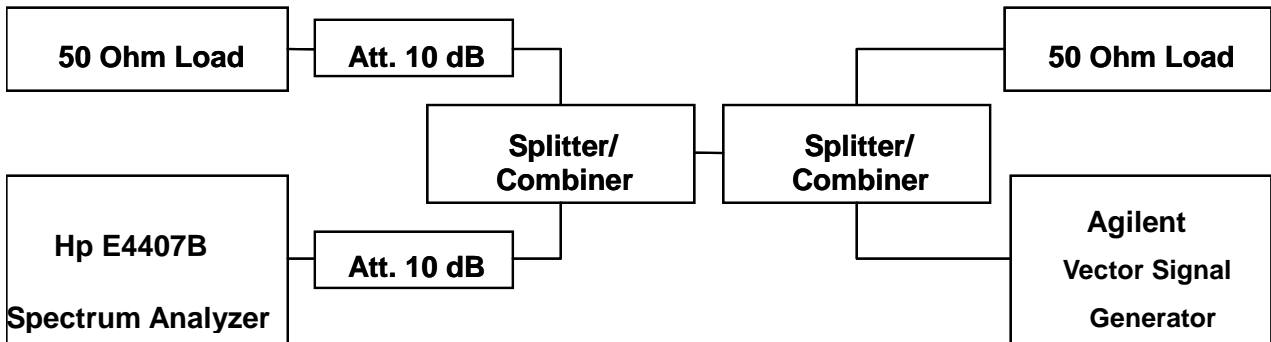 50 Ohm Load
Att. 10 dB
50 Ohm Load
Splitter/
Combiner
Splitter/
Combiner
Hp E4407B
Spectrum Analyzer
Att. 10 dB
Agilent
Vector Signal
Generator